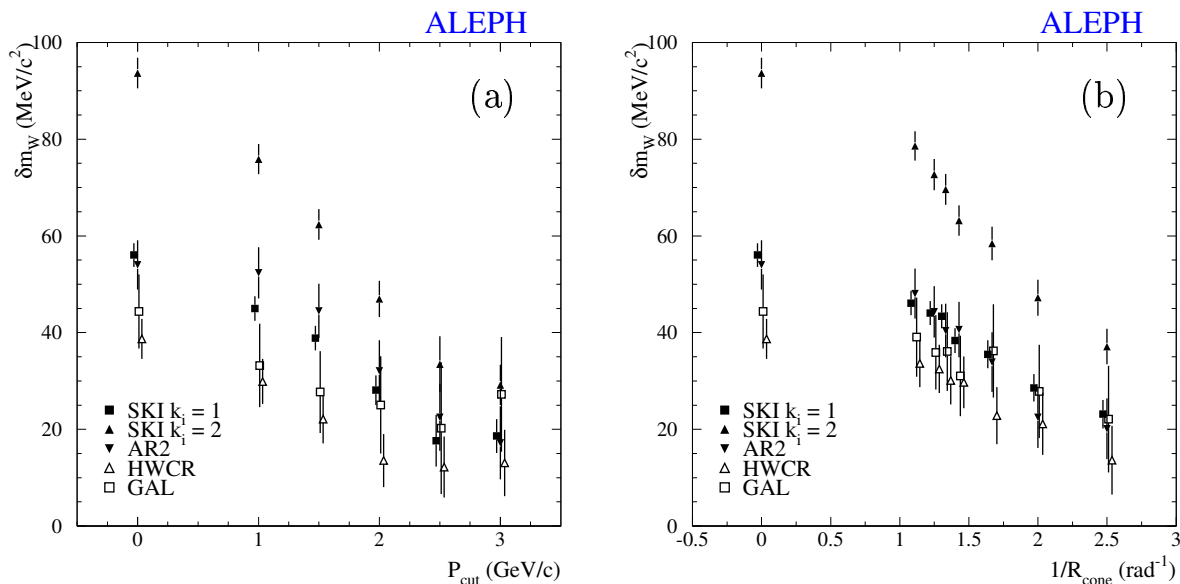 ALEPH
(a)
δm_W (MeV/c²)
100
80
60
40
20
0
SKI k_i = 1
SKI k_i = 2
AR2
HWCR
GAL
0 1 2 3
P_cut (GeV/c)
ALEPH
(b)
δm_W (MeV/c²)
100
80
60
40
20
0
SKI k_i = 1
SKI k_i = 2
AR2
HWCR
GAL
-0.5 0 0.5 1 1.5 2 2.5 3
1/R_cone (rad⁻¹)